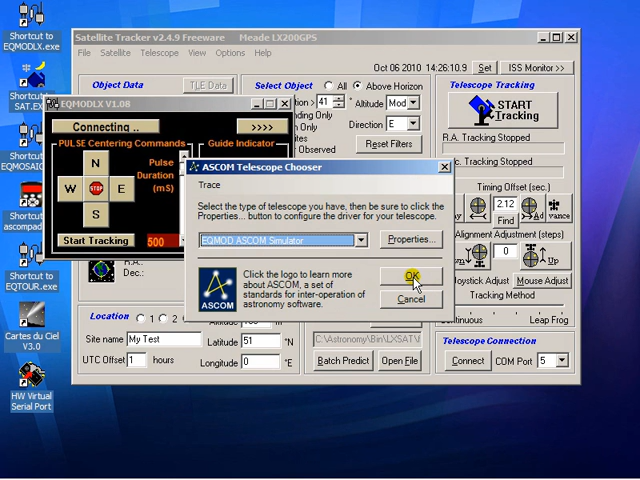 Shortcut to
EQMODLX.exe
Shortcut
SAT.EX
Shortcut
EQMOSAIC
Shortcut
ascompad
Shortcut to
EQTOUR.exe
Cartes du Ciel
V3.0
HW Virtual
Serial Port
Satellite Tracker v2.4.9 Freeware
Meade LX200GPS
File Satellite Telescope View Options Help
Oct 06 2010 14:26:10.9 Set ISS Monitor >>
Object Data
TLE Data
Select Object
All Above Horizon
41 ° Altitude Mod
Direction E
Reset Filters
Telescope Tracking
START
Tracking
R.A. Tracking Stopped
Tracking Stopped
Timing Offset (sec.)
2.12
Find
Ad
vance
Alignment Adjustment (steps)
0
Up
Joystick Adjust Mouse Adjust
Tracking Method
Continuous Leap Frog
Telescope Connection
Connect COM Port 5
EQMODLX V1.08
Connecting ..
>>>>
PULSE Centering Commands
Guide Indicator
N
W STOP E
S
Pulse
Duration
(mS)
Start Tracking 500
R.A.:
Dec.:
Location 1 2
Site name My Test
UTC Offset 1 hours
Latitude 51 °N
Longitude 0 °E
C:\Astronomy\Bin\LXSAT\
Batch Predict Open File
ASCOM Telescope Chooser
Trace
Select the type of telescope you have, then be sure to click the
Properties... button to configure the driver for your telescope.
EQMOD ASCOM Simulator
Properties...
Click the logo to learn more
about ASCOM, a set of
standards for inter-operation of
astronomy software.
ASCOM
OK
Cancel